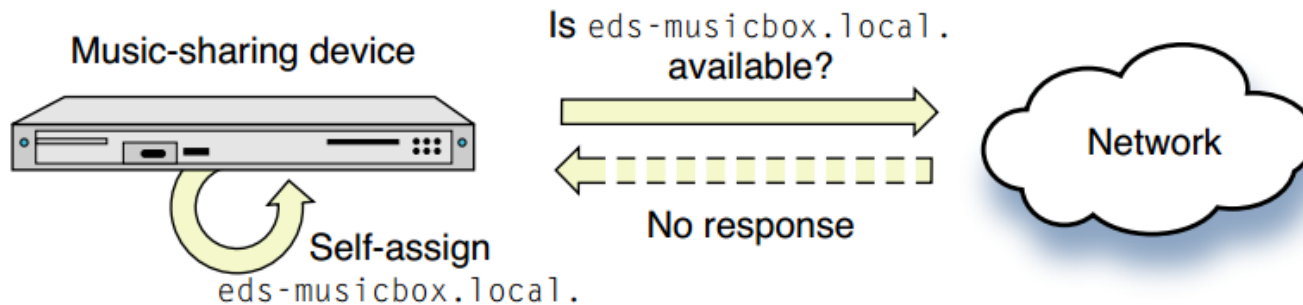 Music-sharing device
Is eds-musicbox.local.
available?
Network
No response
Self-assign
eds-musicbox.local.